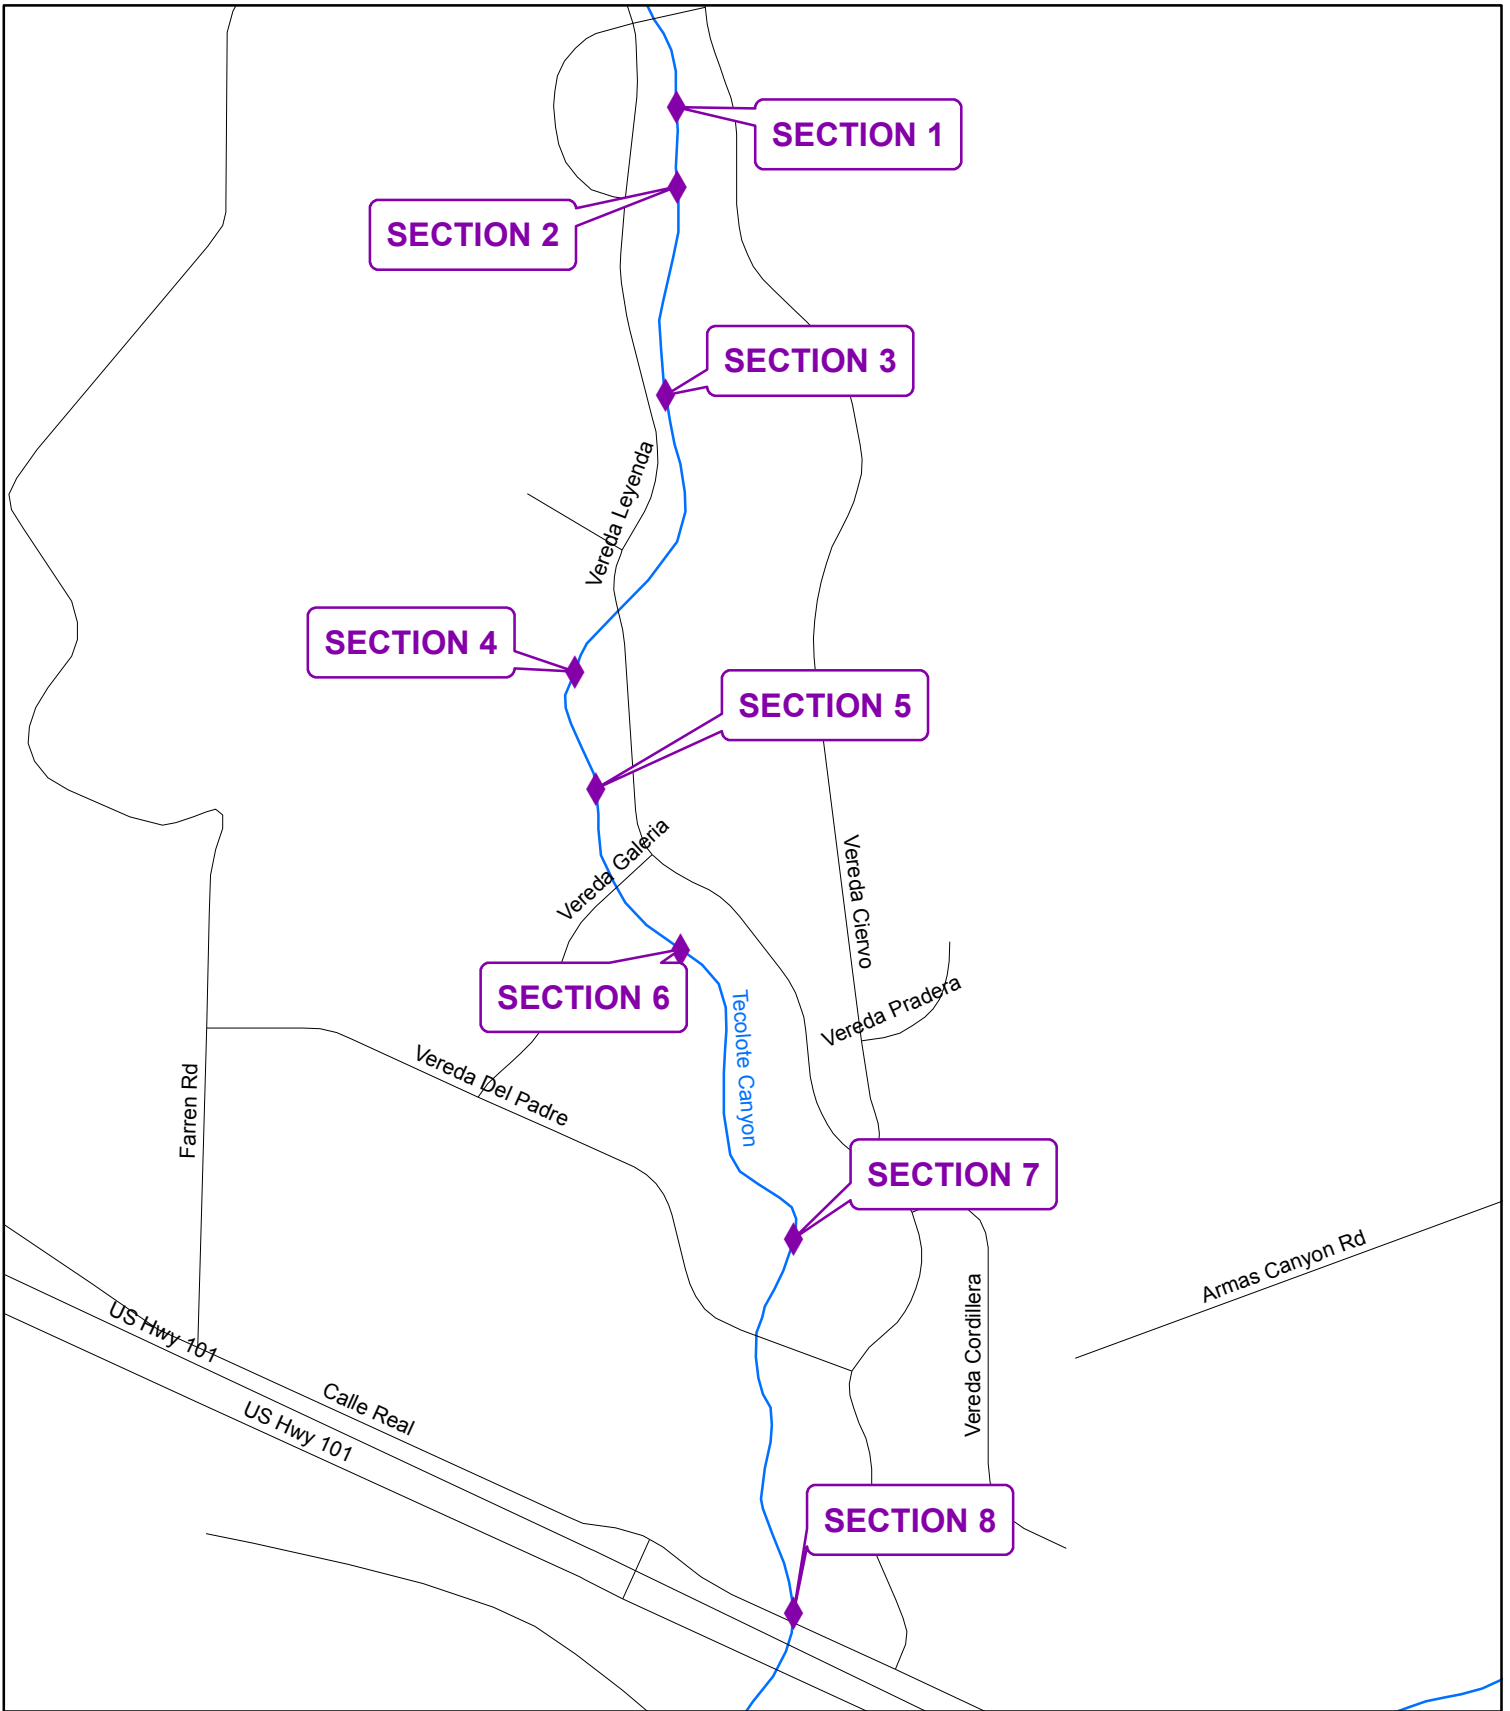 SECTION 1
SECTION 2
SECTION 3
Vereda Leyenda
SECTION 4
SECTION 5
Vereda Galeria
Vereda Ciervo
SECTION 6
Vereda Pradera
Tecolote Canyon
Vereda Del Padre
Farren Rd
SECTION 7
Armas Canyon Rd
Vereda Cordillera
US Hwy 101
Calle Real
US Hwy 101
SECTION 8